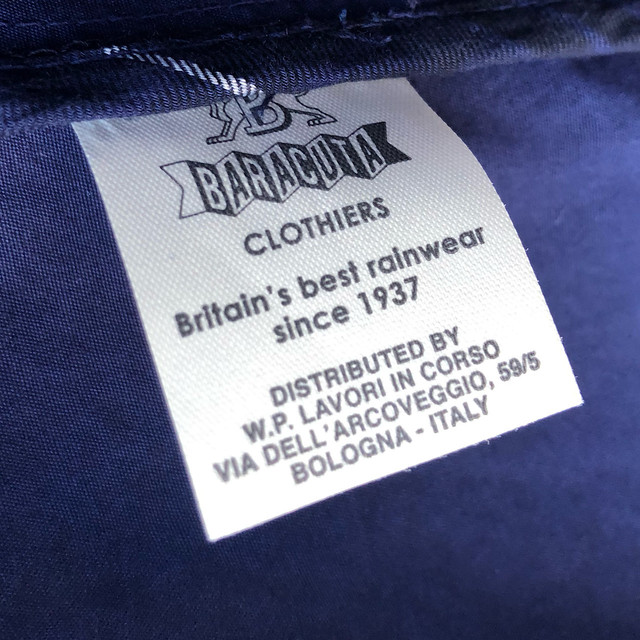 B
BARACUTA
CLOTHIERS
Britain's best rainwear
since 1937
DISTRIBUTED BY
W.P. LAVORI IN CORSO
VIA DELL'ARCOVEGGIO, 59/5
BOLOGNA - ITALY